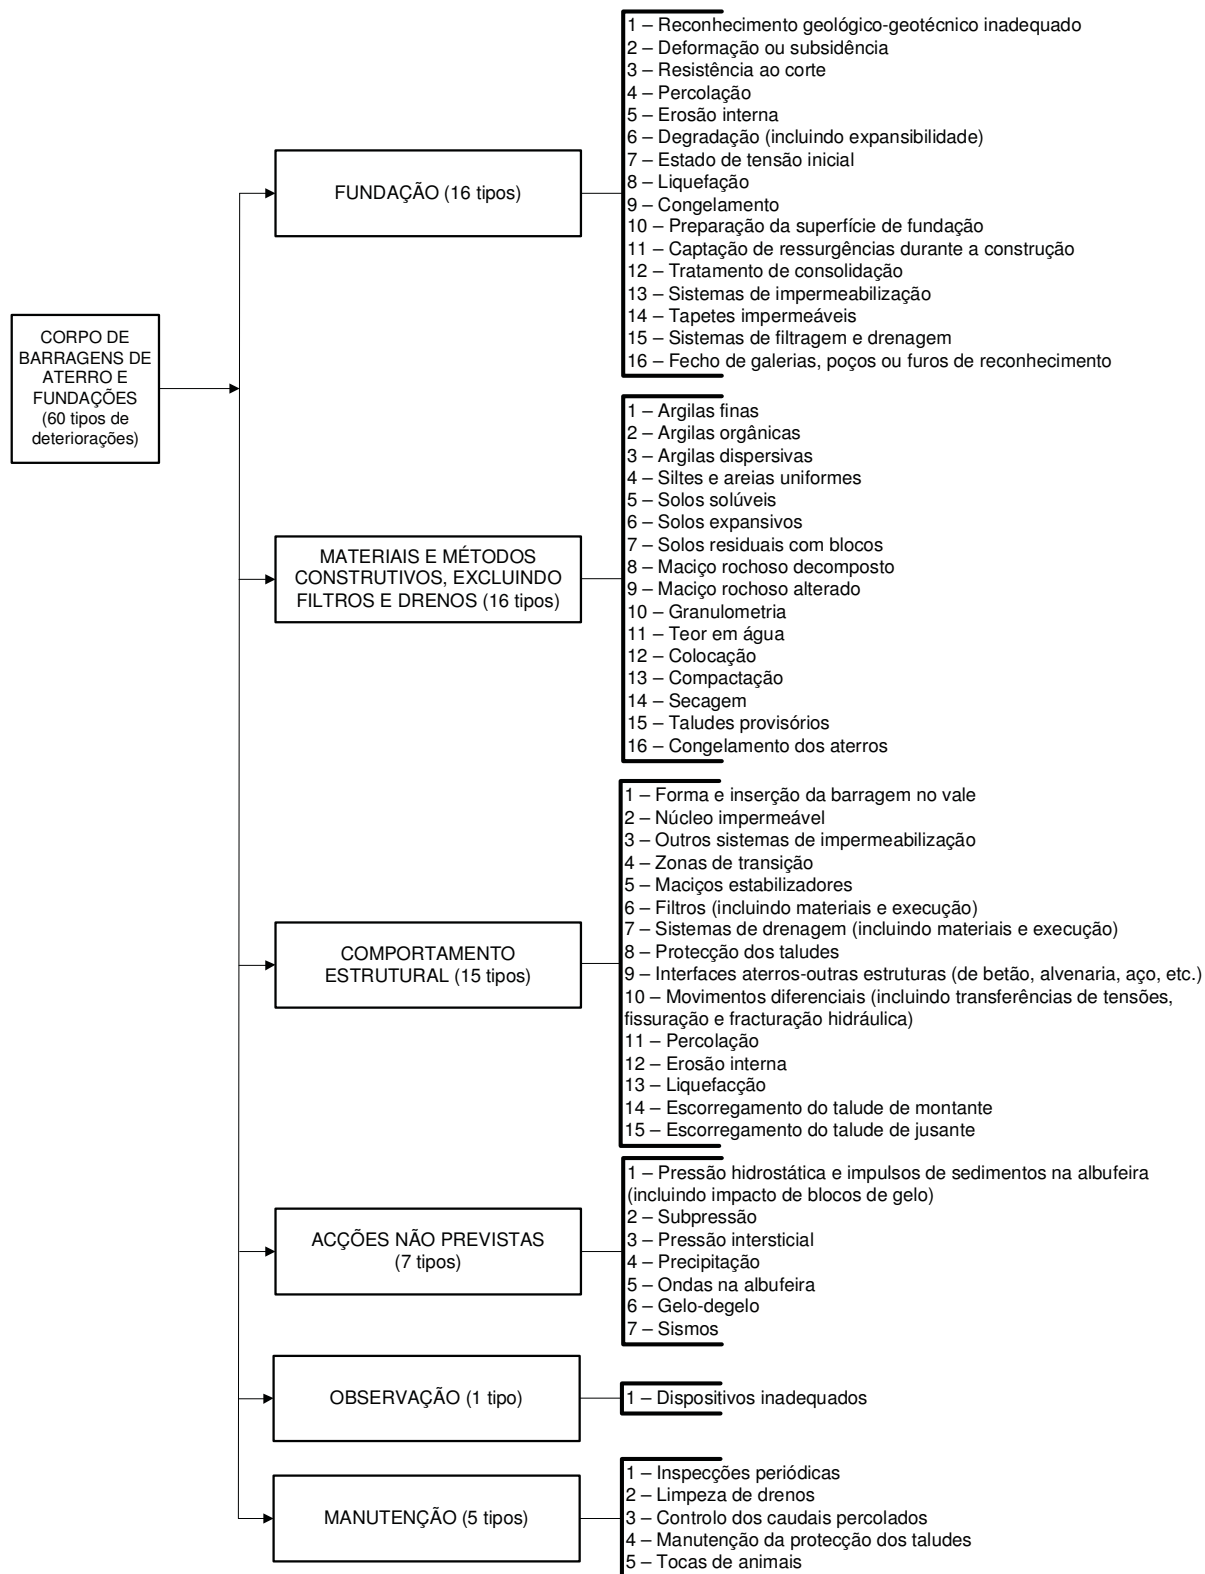 CORPO DE
BARRAGENS DE
ATERRO E
FUNDAÇÕES
(60 tipos de
deteriorações)
FUNDAÇÃO (16 tipos)
1 – Reconhecimento geológico-geotécnico inadequado
2 – Deformação ou subsidência
3 – Resistência ao corte
4 – Percolação
5 – Erosão interna
6 – Degradação (incluindo expansibilidade)
7 – Estado de tensão inicial
8 – Liquefação
9 – Congelamento
10 – Preparação da superfície de fundação
11 – Captação de ressurgências durante a construção
12 – Tratamento de consolidação
13 – Sistemas de impermeabilização
14 – Tapetes impermeáveis
15 – Sistemas de filtragem e drenagem
16 – Fecho de galerias, poços ou furos de reconhecimento
MATERIAIS E MÉTODOS
CONSTRUTIVOS, EXCLUINDO
FILTROS E DRENOS (16 tipos)
1 – Argilas finas
2 – Argilas orgânicas
3 – Argilas dispersivas
4 – Siltes e areias uniformes
5 – Solos solúveis
6 – Solos expansivos
7 – Solos residuais com blocos
8 – Maciço rochoso decomposto
9 – Maciço rochoso alterado
10 – Granulometria
11 – Teor em água
12 – Colocação
13 – Compactação
14 – Secagem
15 – Taludes provisórios
16 – Congelamento dos aterros
COMPORTAMENTO
ESTRUTURAL (15 tipos)
1 – Forma e inserção da barragem no vale
2 – Núcleo impermeável
3 – Outros sistemas de impermeabilização
4 – Zonas de transição
5 – Maciços estabilizadores
6 – Filtros (incluindo materiais e execução)
7 – Sistemas de drenagem (incluindo materiais e execução)
8 – Protecção dos taludes
9 – Interfaces aterros-outras estruturas (de betão, alvenaria, aço, etc.)
10 – Movimentos diferenciais (incluindo transferências de tensões,
fissuração e fracturação hidráulica)
11 – Percolação
12 – Erosão interna
13 – Liquefacção
14 – Escorregamento do talude de montante
15 – Escorregamento do talude de jusante
ACÇÕES NÃO PREVISTAS
(7 tipos)
1 – Pressão hidrostática e impulsos de sedimentos na albufeira
(incluindo impacto de blocos de gelo)
2 – Subpressão
3 – Pressão intersticial
4 – Precipitação
5 – Ondas na albufeira
6 – Gelo-degelo
7 – Sismos
OBSERVAÇÃO (1 tipo)
1 – Dispositivos inadequados
MANUTENÇÃO (5 tipos)
1 – Inspecções periódicas
2 – Limpeza de drenos
3 – Controlo dos caudais percolados
4 – Manutenção da protecção dos taludes
5 – Tocas de animais